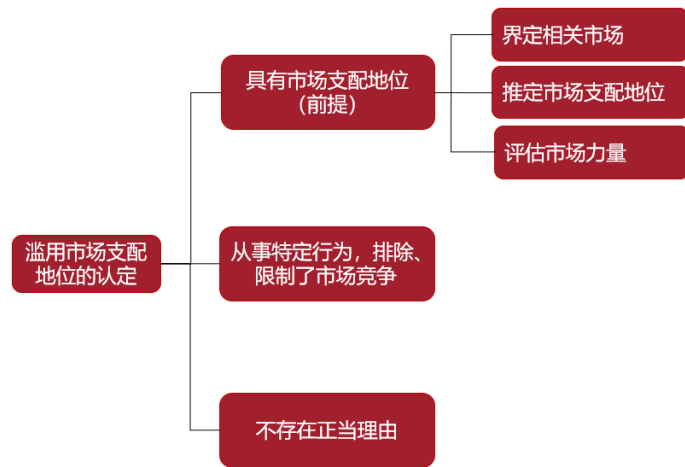 滥用市场支配
地位的认定
具有市场支配地位
(前提)
界定相关市场
推定市场支配地位
评估市场力量
从事特定行为，排除、
限制了市场竞争
不存在正当理由